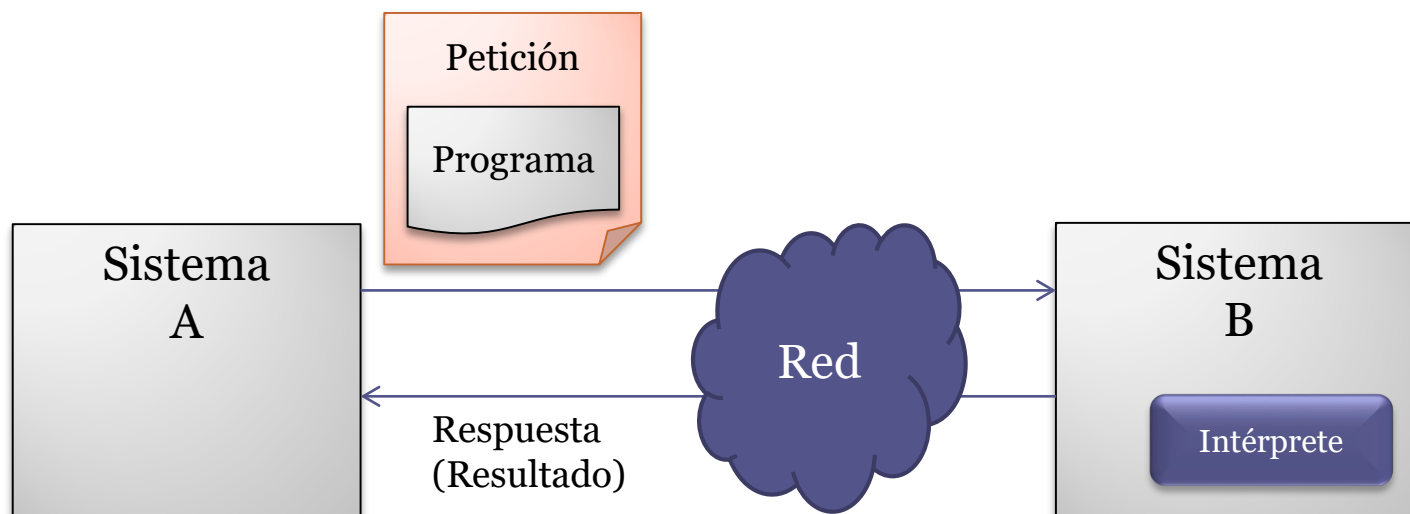 Petición
Programa
Sistema
A
Red
Sistema
B
Respuesta
(Resultado)
Intérprete